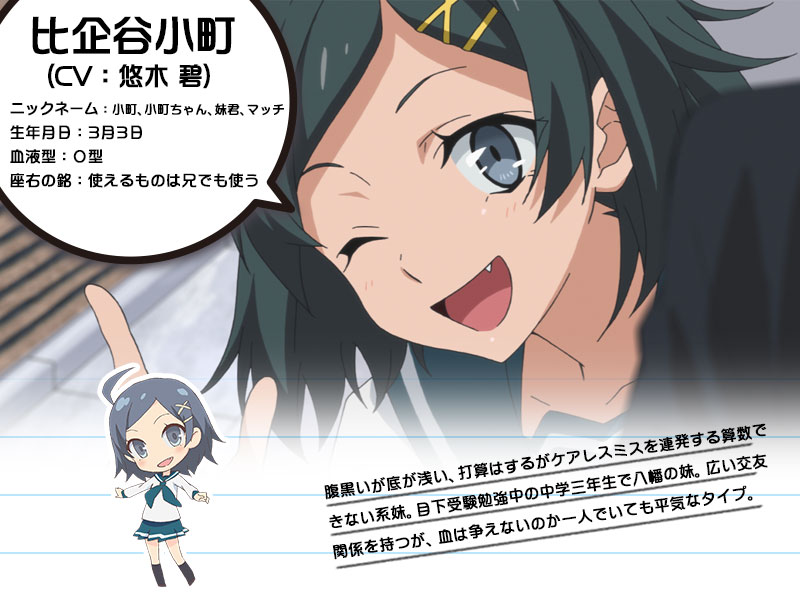 比企谷小町
(CV:悠木 碧)
ニックネーム:小町、小町ちゃん、妹君、マッチ
生年月日:3月3日
血液型:O型
座右の銘:使えるものは兄でも使う
腹黒いが底が浅い、打算はするがケアレスミスを連発する算数で
きない系妹。目下受験勉強中の中学三年生で八幡の妹。広い交友
関係を持つが、血は争えないのか一人でいても平気なタイプ。